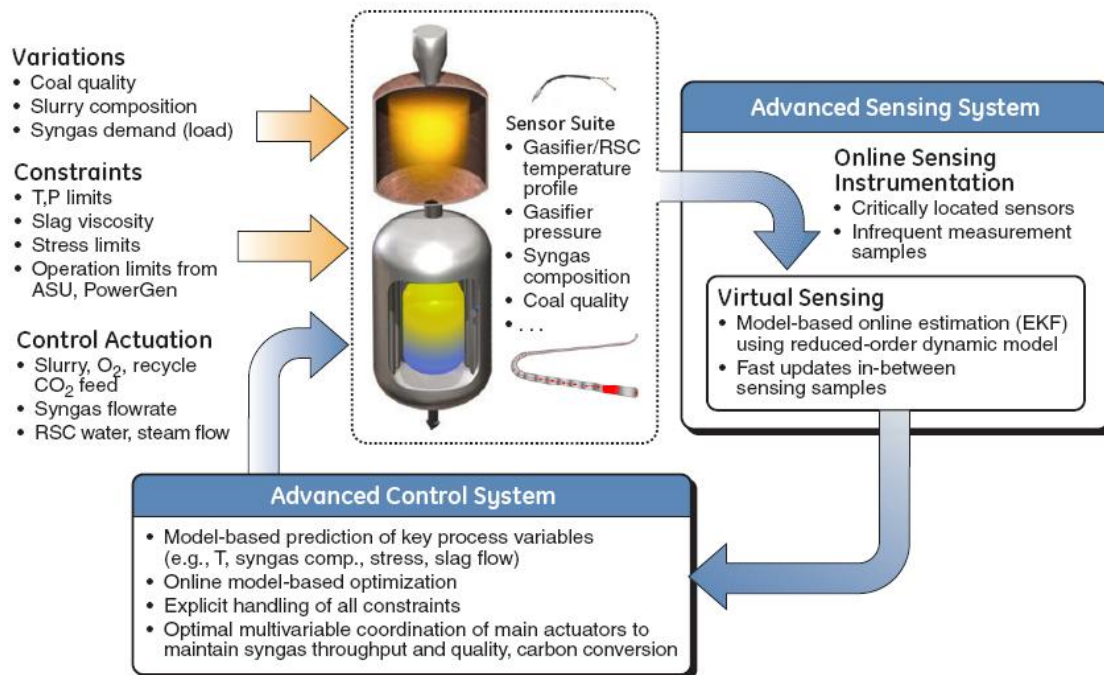 Variations
• Coal quality
• Slurry composition
• Syngas demand (load)
Constraints
• T,P limits
• Slag viscosity
• Stress limits
• Operation limits from
ASU, PowerGen
Control Actuation
• Slurry, O₂, recycle
CO₂ feed
• Syngas flowrate
• RSC water, steam flow
Sensor Suite
• Gasifier/RSC
temperature
profile
• Gasifier
pressure
• Syngas
composition
• Coal quality
• . . .
Advanced Sensing System
Online Sensing
Instrumentation
• Critically located sensors
• Infrequent measurement
samples
Virtual Sensing
• Model-based online estimation (EKF)
using reduced-order dynamic model
• Fast updates in-between
sensing samples
Advanced Control System
• Model-based prediction of key process variables
(e.g., T, syngas comp., stress, slag flow)
• Online model-based optimization
• Explicit handling of all constraints
• Optimal multivariable coordination of main actuators to
maintain syngas throughput and quality, carbon conversion